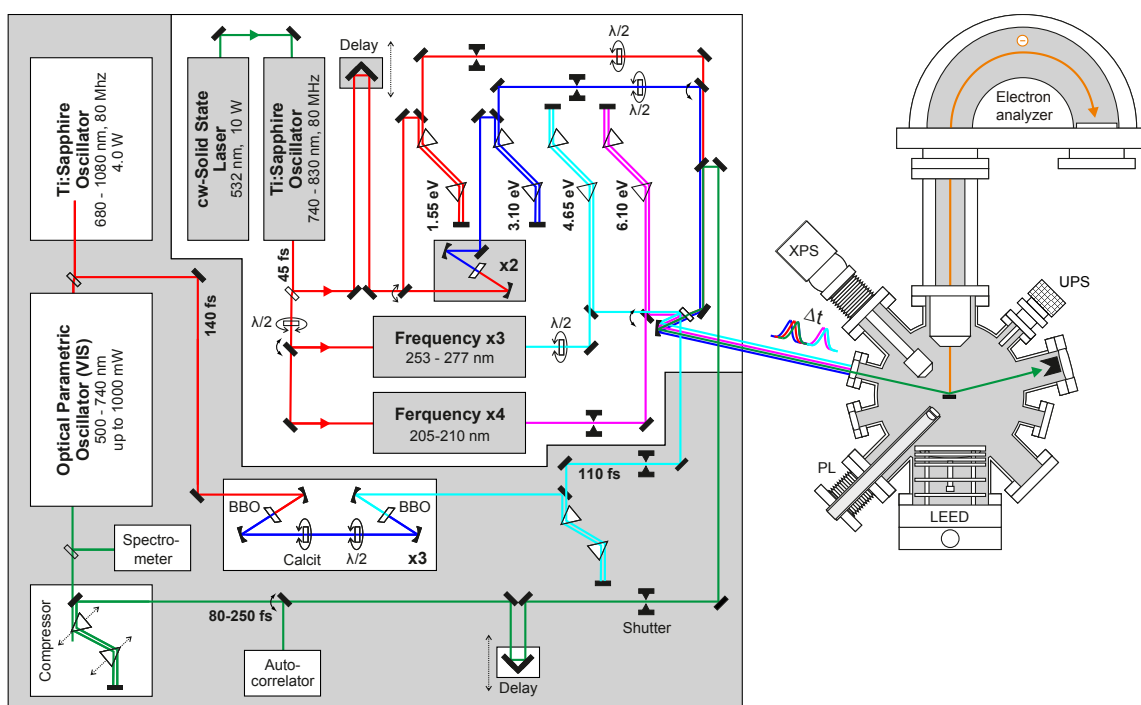 Ti:Sapphire
Oscillator
680 - 1080 nm, 80 Mhz
4.0 W
cw-Solid State
Laser
532 nm, 10 W
Ti:Sapphire
Oscillator
740 - 830 nm, 80 MHz
Delay
λ/2
λ/2
1.55 eV
3.10 eV
4.65 eV
6.10 eV
x2
45 fs
140 fs
λ/2
Frequency x3
253 - 277 nm
λ/2
Ferquency x4
205-210 nm
Optical Parametric
Oscillator (VIS)
500 - 740 nm
up to 1000 mW
110 fs
BBO
BBO
Calcit
λ/2
x3
Spectro-
meter
Compressor
80-250 fs
Auto-
correlator
Delay
Shutter
Electron
analyzer
XPS
UPS
Δt
PL
LEED